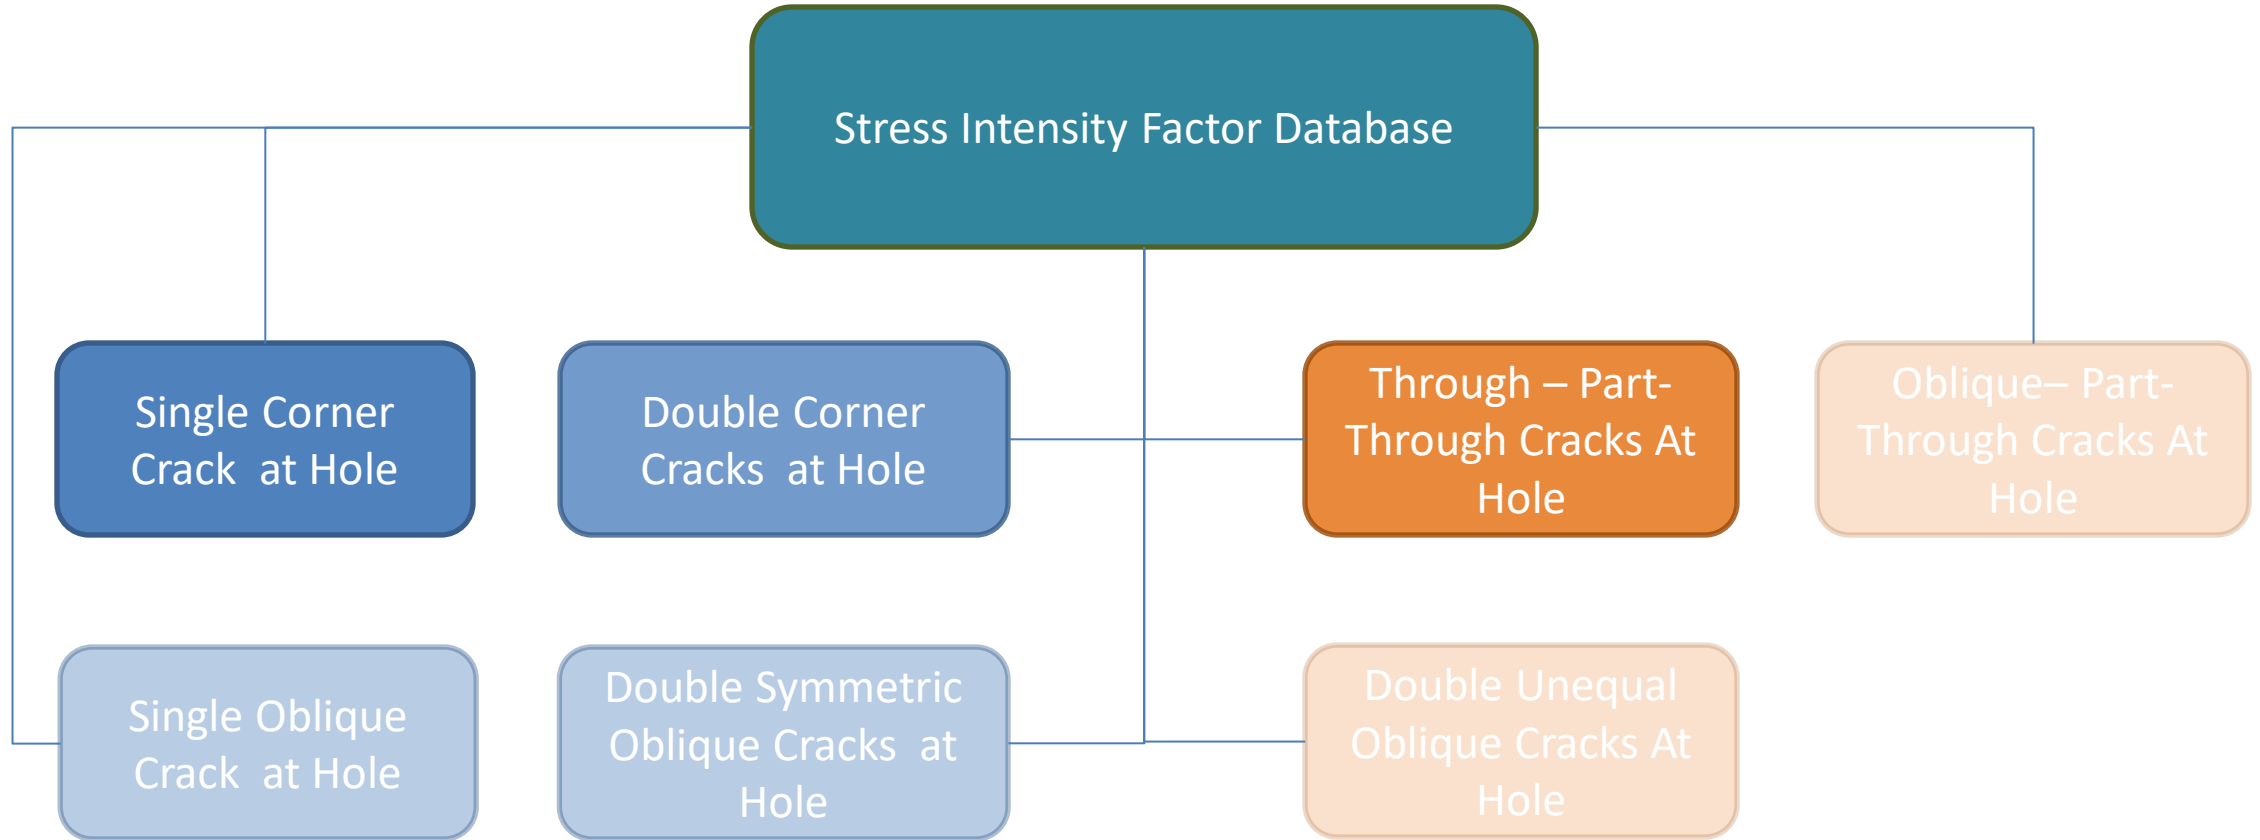 Stress Intensity Factor Database
Single Corner
Crack  at Hole
Double Corner
Cracks  at Hole
Through – Part-
Through Cracks At
Hole
Oblique– Part-
Through Cracks At
Hole
Single Oblique
Crack  at Hole
Double Symmetric
Oblique Cracks  at
Hole
Double Unequal
Oblique Cracks At
Hole